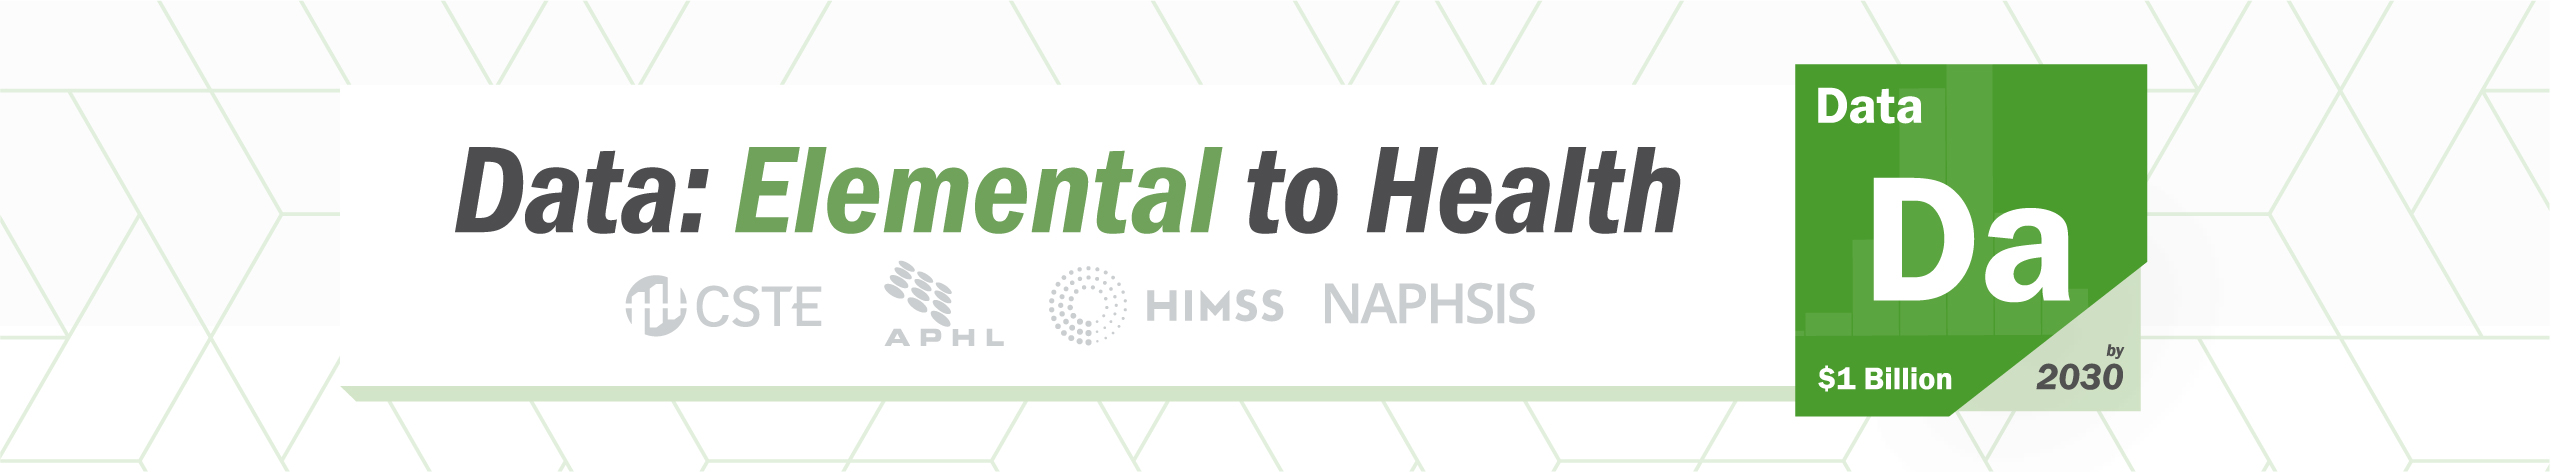 Data: Elemental to Health
CSTE
APHL
HIMSS
NAPHSIS
Data
Da
$1 Billion
by
2030